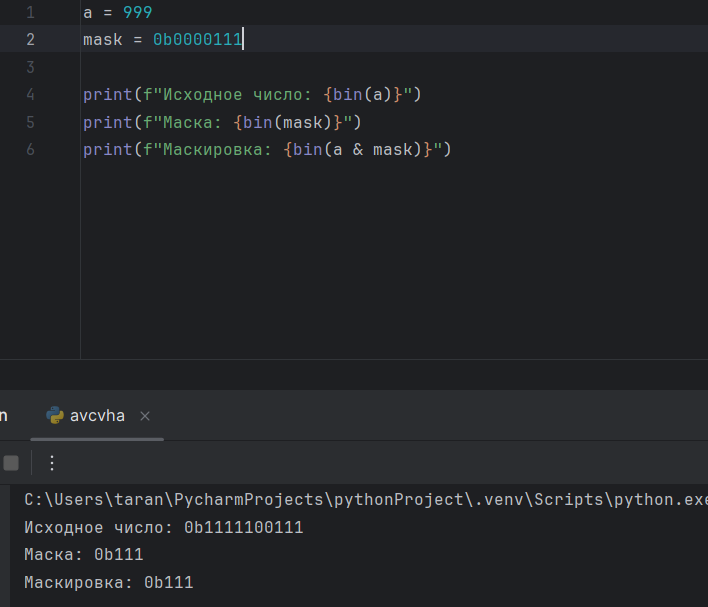 1 a = 999
2 mask = 0b0000111
3
4 print(f"Исходное число: {bin(a)}")
5 print(f"Маска: {bin(mask)}")
6 print(f"Маскировка: {bin(a & mask)}")
n avcvha ×
C:\Users\taran\PycharmProjects\pythonProject\.venv\Scripts\python.exe
Исходное число: 0b1111100111
Маска: 0b111
Маскировка: 0b111